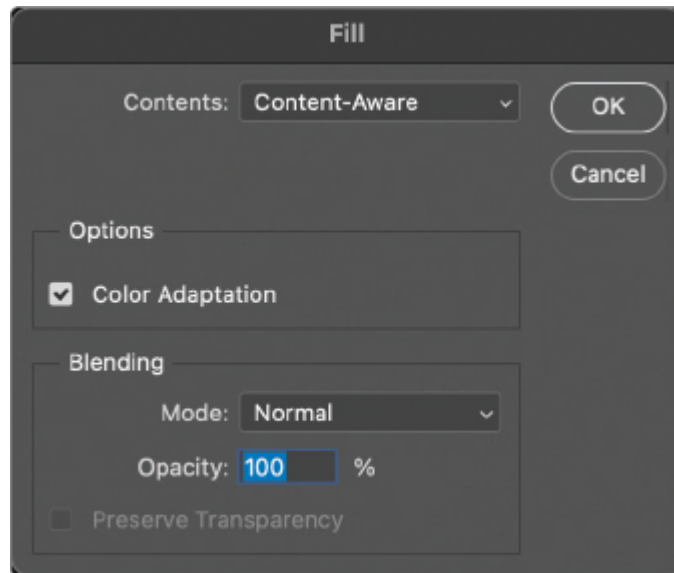 Fill
Contents: Content-Aware
OK
Cancel
Options
Color Adaptation
Blending
Mode: Normal
Opacity: 100 %
Preserve Transparency